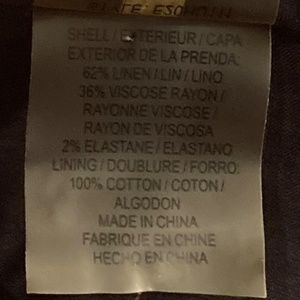 SHELL / EXTERIEUR / CAPA
EXTERIOR DE LA PRENDA:
62% LINEN / LIN / LINO
36% VISCOSE RAYON /
RAYONNE VISCOSE /
RAYON DE VISCOSA
2% ELASTANE / ELASTANO
LINING / DOUBLURE / FORRO:
100% COTTON / COTON /
ALGODON
MADE IN CHINA
FABRIQUE EN CHINE
HECHO EN CHINA